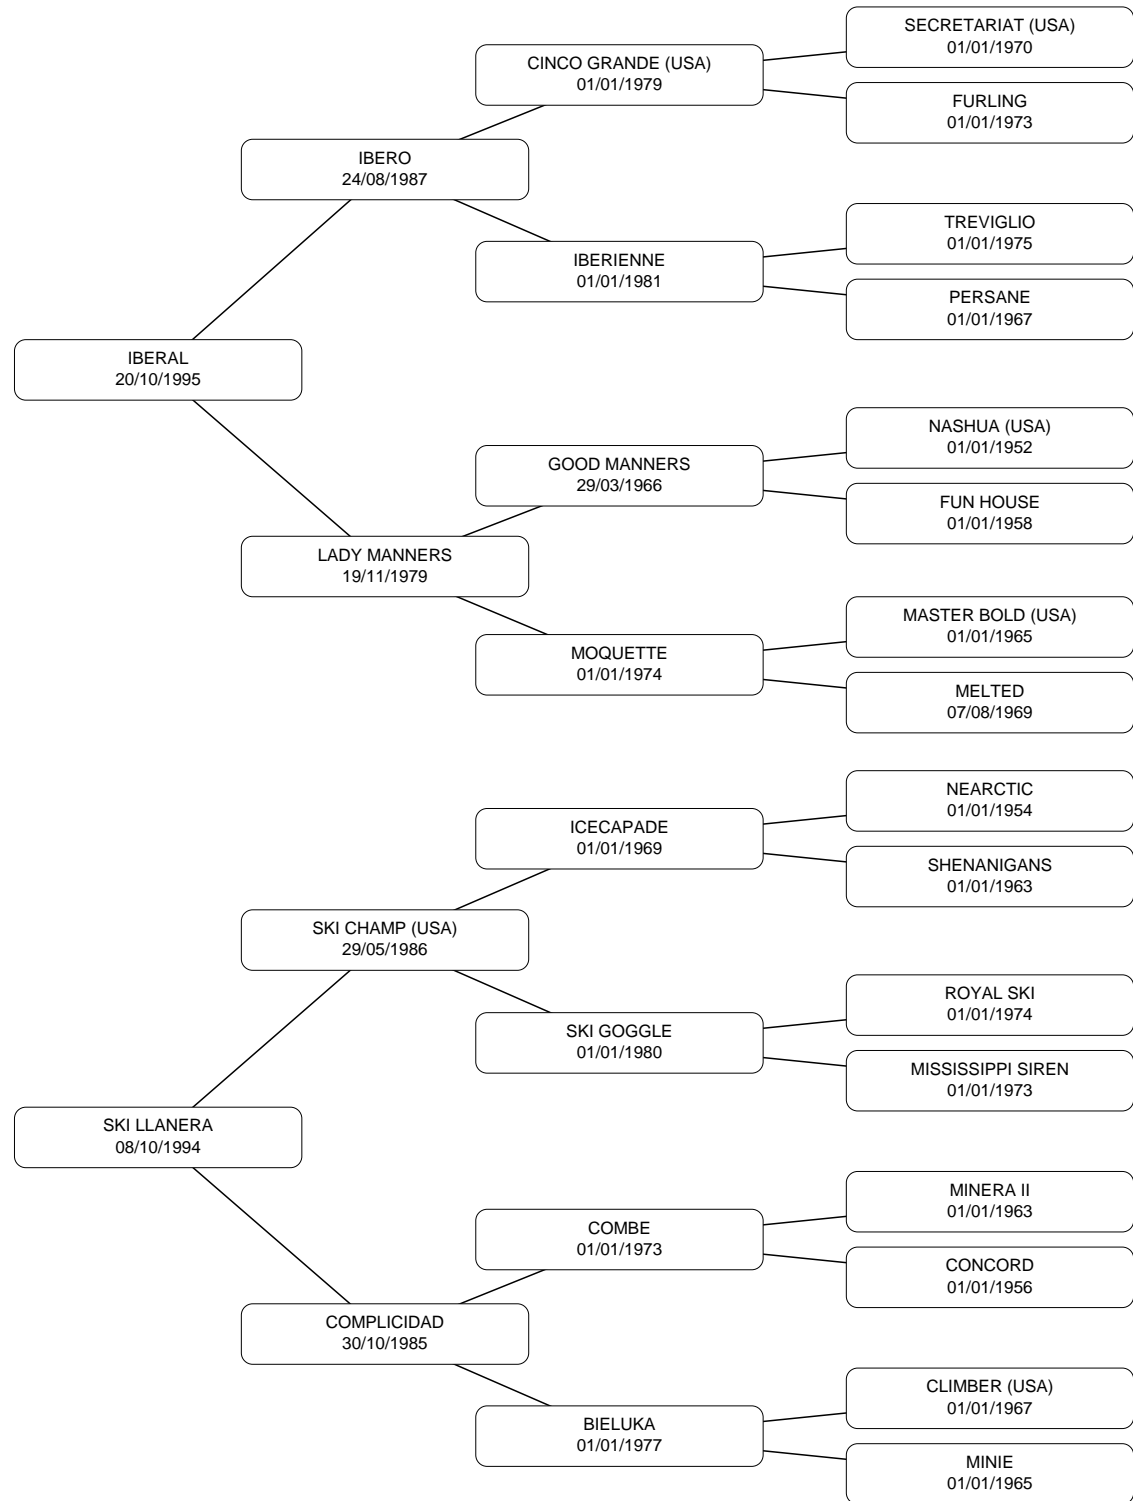 SECRETARIAT (USA)
01/01/1970
CINCO GRANDE (USA)
01/01/1979
FURLING
01/01/1973
IBERO
24/08/1987
TREVIGLIO
01/01/1975
IBERIENNE
01/01/1981
PERSANE
01/01/1967
IBERAL
20/10/1995
NASHUA (USA)
01/01/1952
GOOD MANNERS
29/03/1966
FUN HOUSE
01/01/1958
LADY MANNERS
19/11/1979
MASTER BOLD (USA)
01/01/1965
MOQUETTE
01/01/1974
MELTED
07/08/1969
NEARCTIC
01/01/1954
ICECAPADE
01/01/1969
SHENANIGANS
01/01/1963
SKI CHAMP (USA)
29/05/1986
ROYAL SKI
01/01/1974
SKI GOGGLE
01/01/1980
MISSISSIPPI SIREN
01/01/1973
SKI LLANERA
08/10/1994
MINERA II
01/01/1963
COMBE
01/01/1973
CONCORD
01/01/1956
COMPLICIDAD
30/10/1985
CLIMBER (USA)
01/01/1967
BIELUKA
01/01/1977
MINIE
01/01/1965